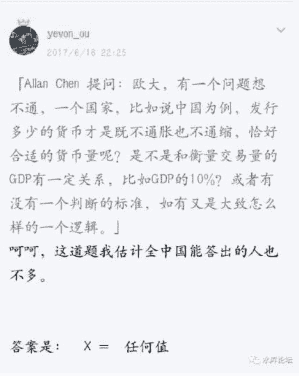 yevon_ou
2017/6/18 22:25
「Allan Chen 提问：欧大，有一个问题想
不通，一个国家，比如说中国为例，发行
多少的货币才是既不通胀也不通缩，恰好
合适的货币量呢？是不是和衡量交易量的
GDP有一定关系，比如GDP的10%？或者有
没有一个判断的标准，如有又是大致怎么
样的一个逻辑。」
呵呵，这道题我估计全中国能答出的人也
不多。
答案是： X = 任何值
水库论坛